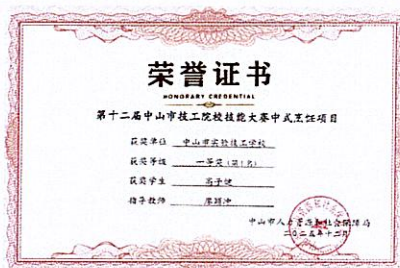 荣誉证书
HONORARY CREDENTIAL
第十二届中山市技工院校技能大赛中式烹饪项目
获奖单位 中山市实验技工学校
获奖等级 一等奖(第1名)
获奖学生 高子健
指导教师
中山市人力资源和社会保障局
二〇二五年十二月